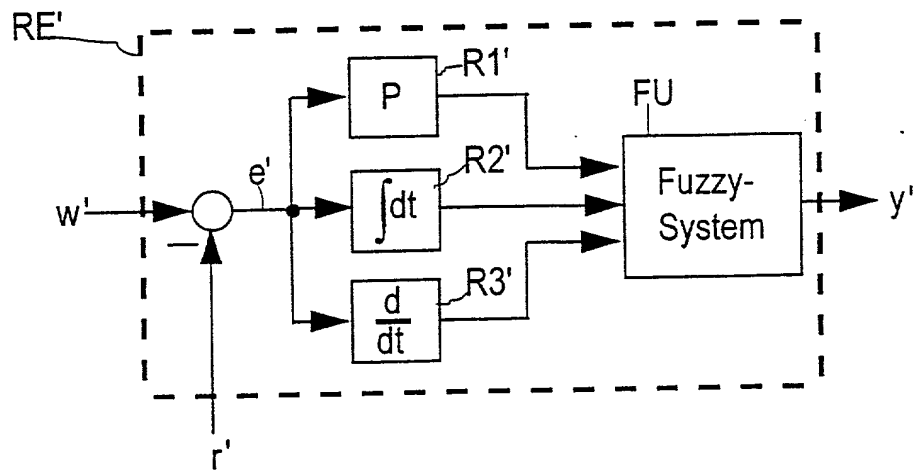 RE'
R1'
P
FU
e'
R2'
∫dt
Fuzzy-
System
w'
y'
−
R3'
d
dt
r'